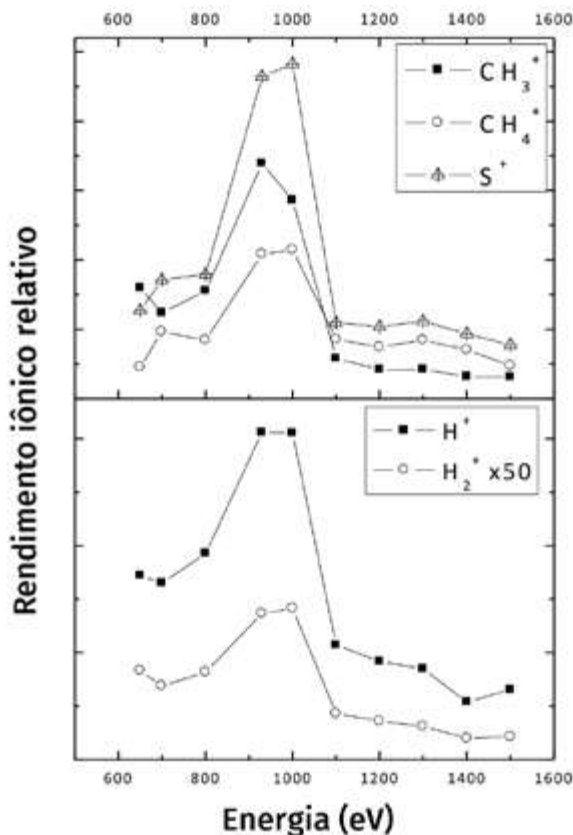 600 800 1000 1200 1400 1600
CH₃⁺
CH₄⁺
S⁺
Rendimento iônico relativo
H⁺
H₂⁺ x50
600 800 1000 1200 1400 1600
Energia (eV)